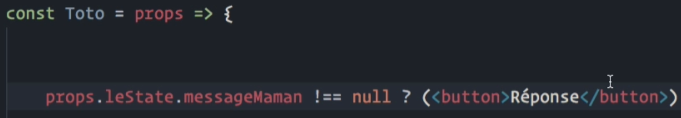 const Toto = props => {
props.leState.messageMaman !== null ? (<button>Réponse</button>)